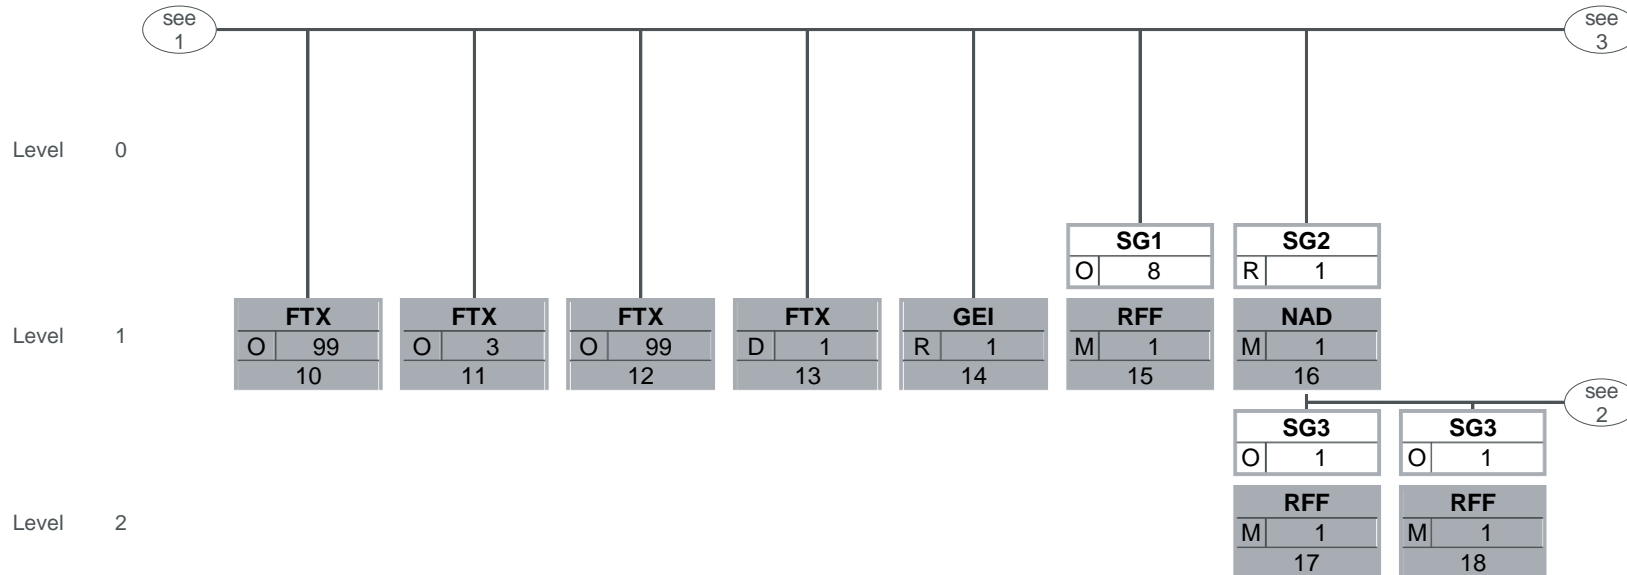 see
1
see
3
Level 0
SG1
O 8
SG2
R 1
Level 1
FTX
O 99
10
FTX
O 3
11
FTX
O 99
12
FTX
D 1
13
GEI
R 1
14
RFF
M 1
15
NAD
M 1
16
see
2
SG3
O 1
SG3
O 1
Level 2
RFF
M 1
17
RFF
M 1
18